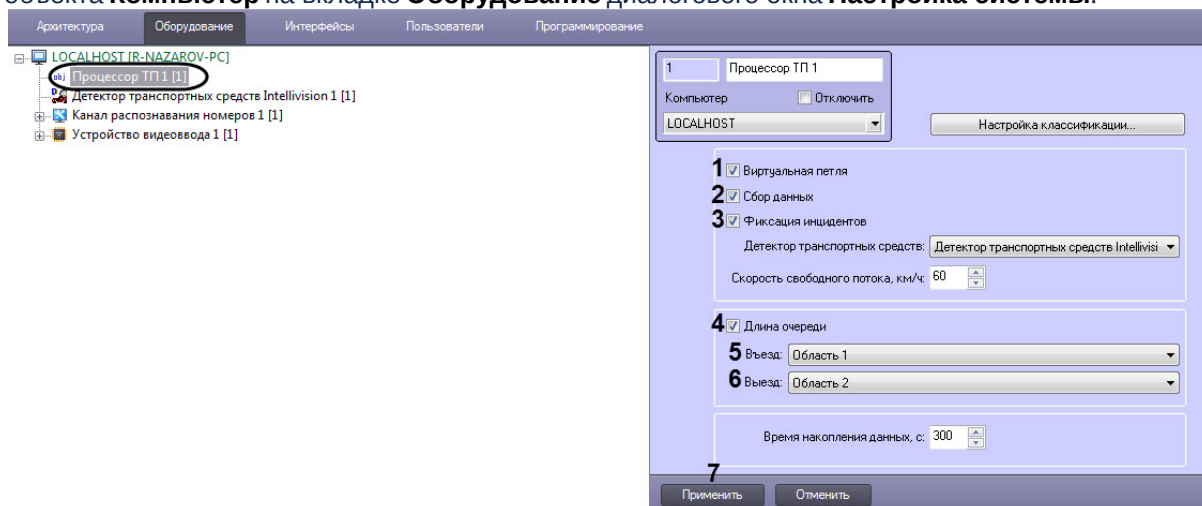 объекта Компьютер на вкладке Оборудование диалогового окна Настройка системы.
Архитектура Оборудование Интерфейсы Пользователи Программирование
LOCALHOST [R-NAZAROV-PC]
obj Процессор ТП 1 [1]
Детектор транспортных средств Intellivision 1 [1]
Канал распознавания номеров 1 [1]
Устройство видеоввода 1 [1]
1 Процессор ТП 1
Компьютер Отключить
LOCALHOST
Настройка классификации...
1 Виртуальная петля
2 Сбор данных
3 Фиксация инцидентов
Детектор транспортных средств: Детектор транспортных средств Intellivisi
Скорость свободного потока, км/ч: 60
4 Длина очереди
5 Въезд: Область 1
6 Выезд: Область 2
Время накопления данных, с: 300
7
Применить Отменить